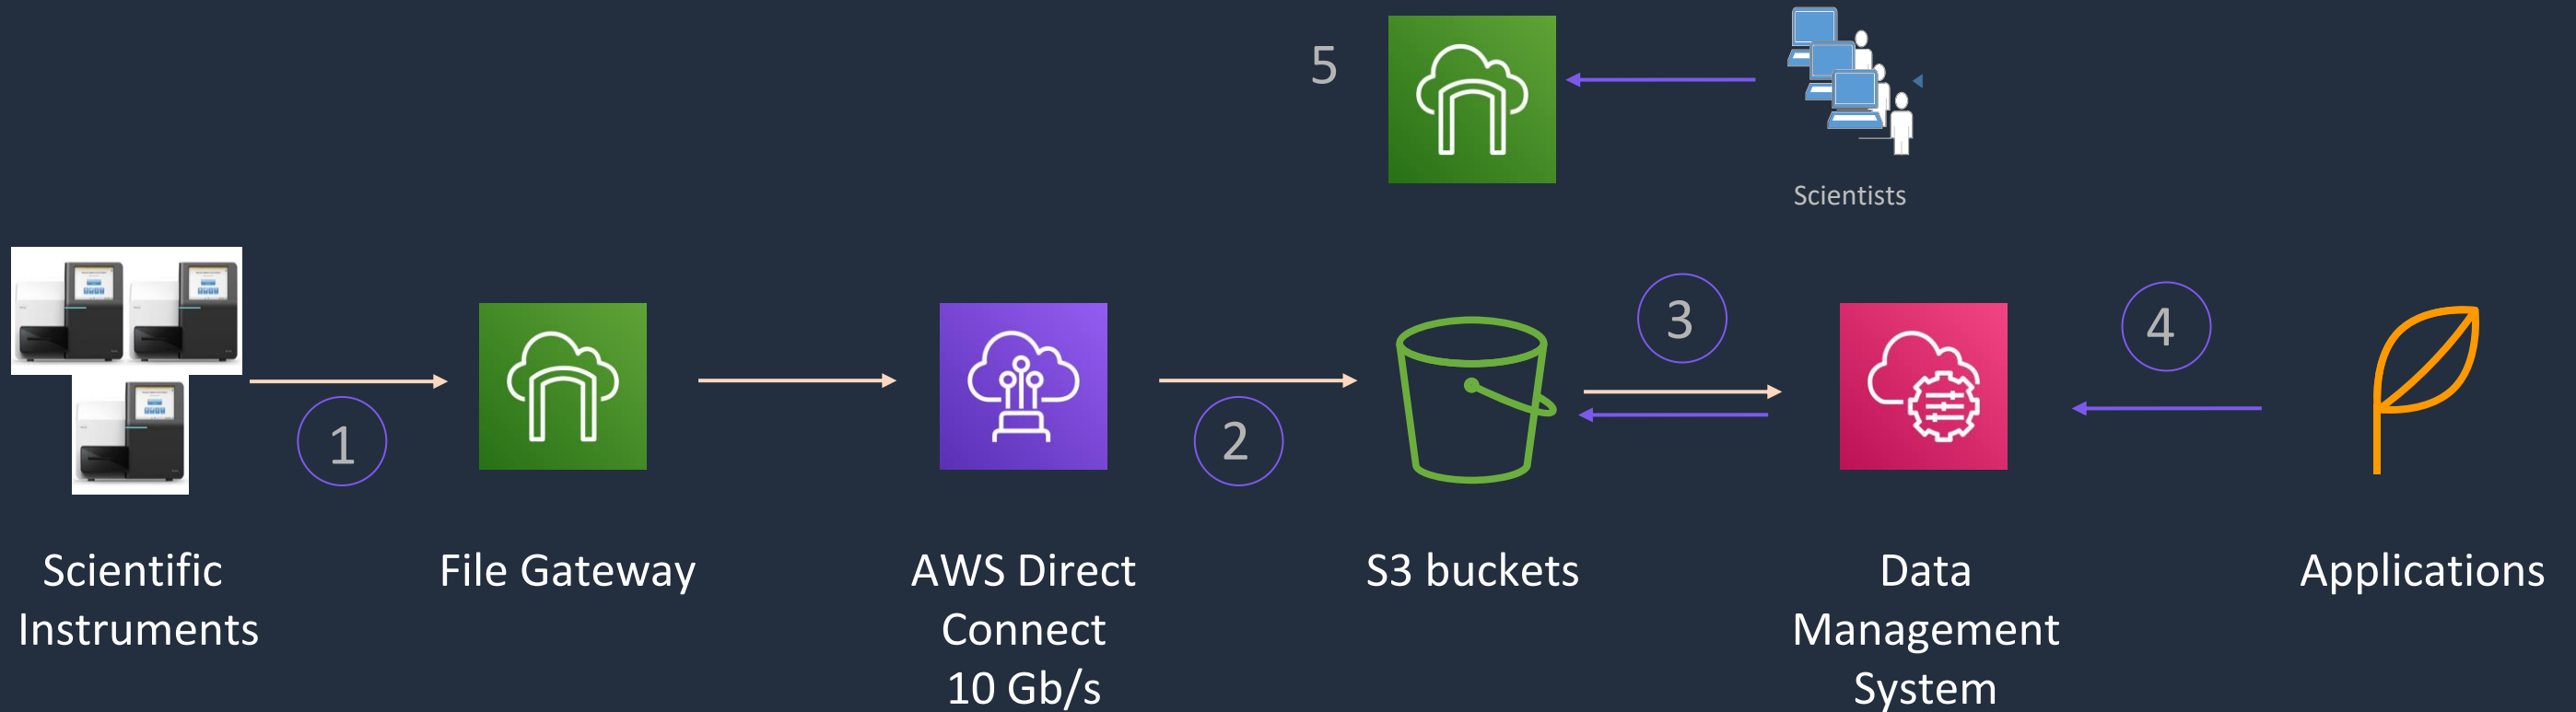 5
Scientists
3
4
1
2
Scientific
Instruments
File Gateway
AWS Direct
Connect
10 Gb/s
S3 buckets
Data
Management
System
Applications